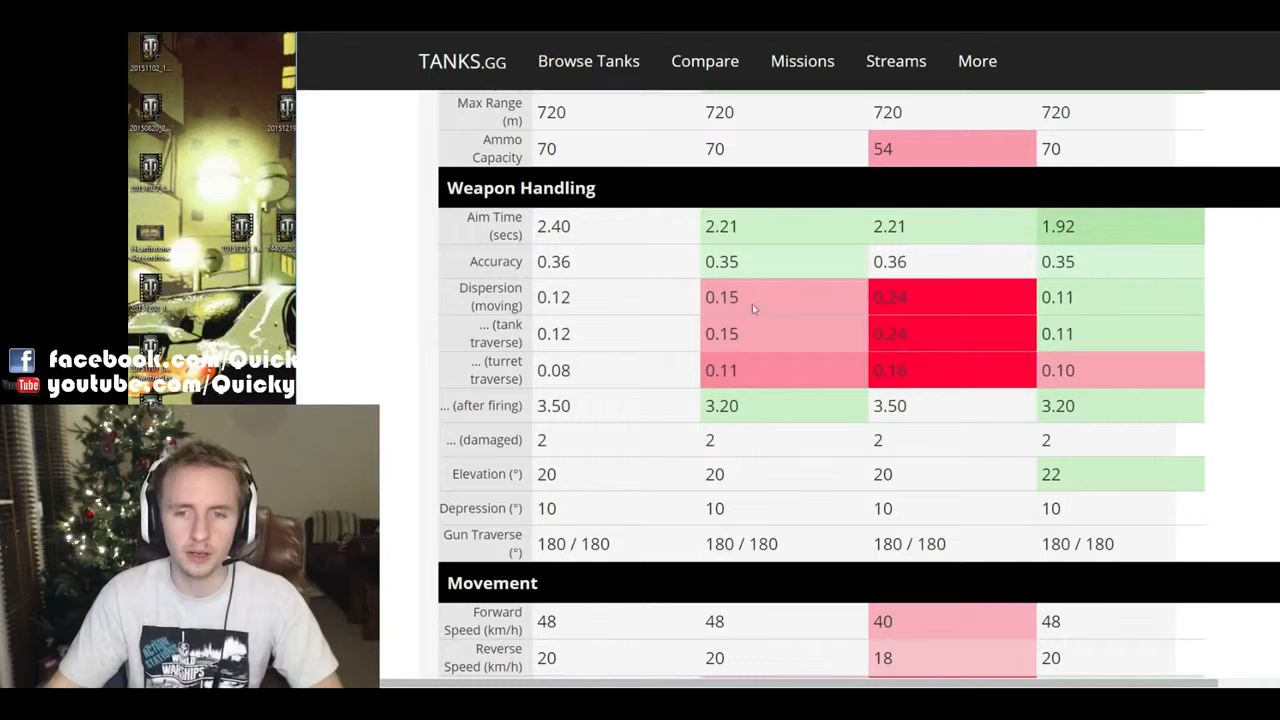 TANKS.GG Browse Tanks Compare Missions Streams More
Max Range (m) 720 720 720 720
Ammo Capacity 70 70 54 70
Weapon Handling
Aim Time (secs) 2.40 2.21 2.21 1.92
Accuracy 0.36 0.35 0.36 0.35
Dispersion (moving) 0.12 0.15 0.24 0.11
... (tank traverse) 0.12 0.15 0.24 0.11
... (turret traverse) 0.08 0.11 0.16 0.10
... (after firing) 3.50 3.20 3.50 3.20
... (damaged) 2 2 2 2
Elevation (°) 20 20 20 22
Depression (°) 10 10 10 10
Gun Traverse (°) 180 / 180 180 / 180 180 / 180 180 / 180
Movement
Forward Speed (km/h) 48 48 40 48
Reverse Speed (km/h) 20 20 18 20
20151102_1...
20151219...
facebook.com/Quick
You Tube youtube.com/Quicky
WORLD
WARSHIPS